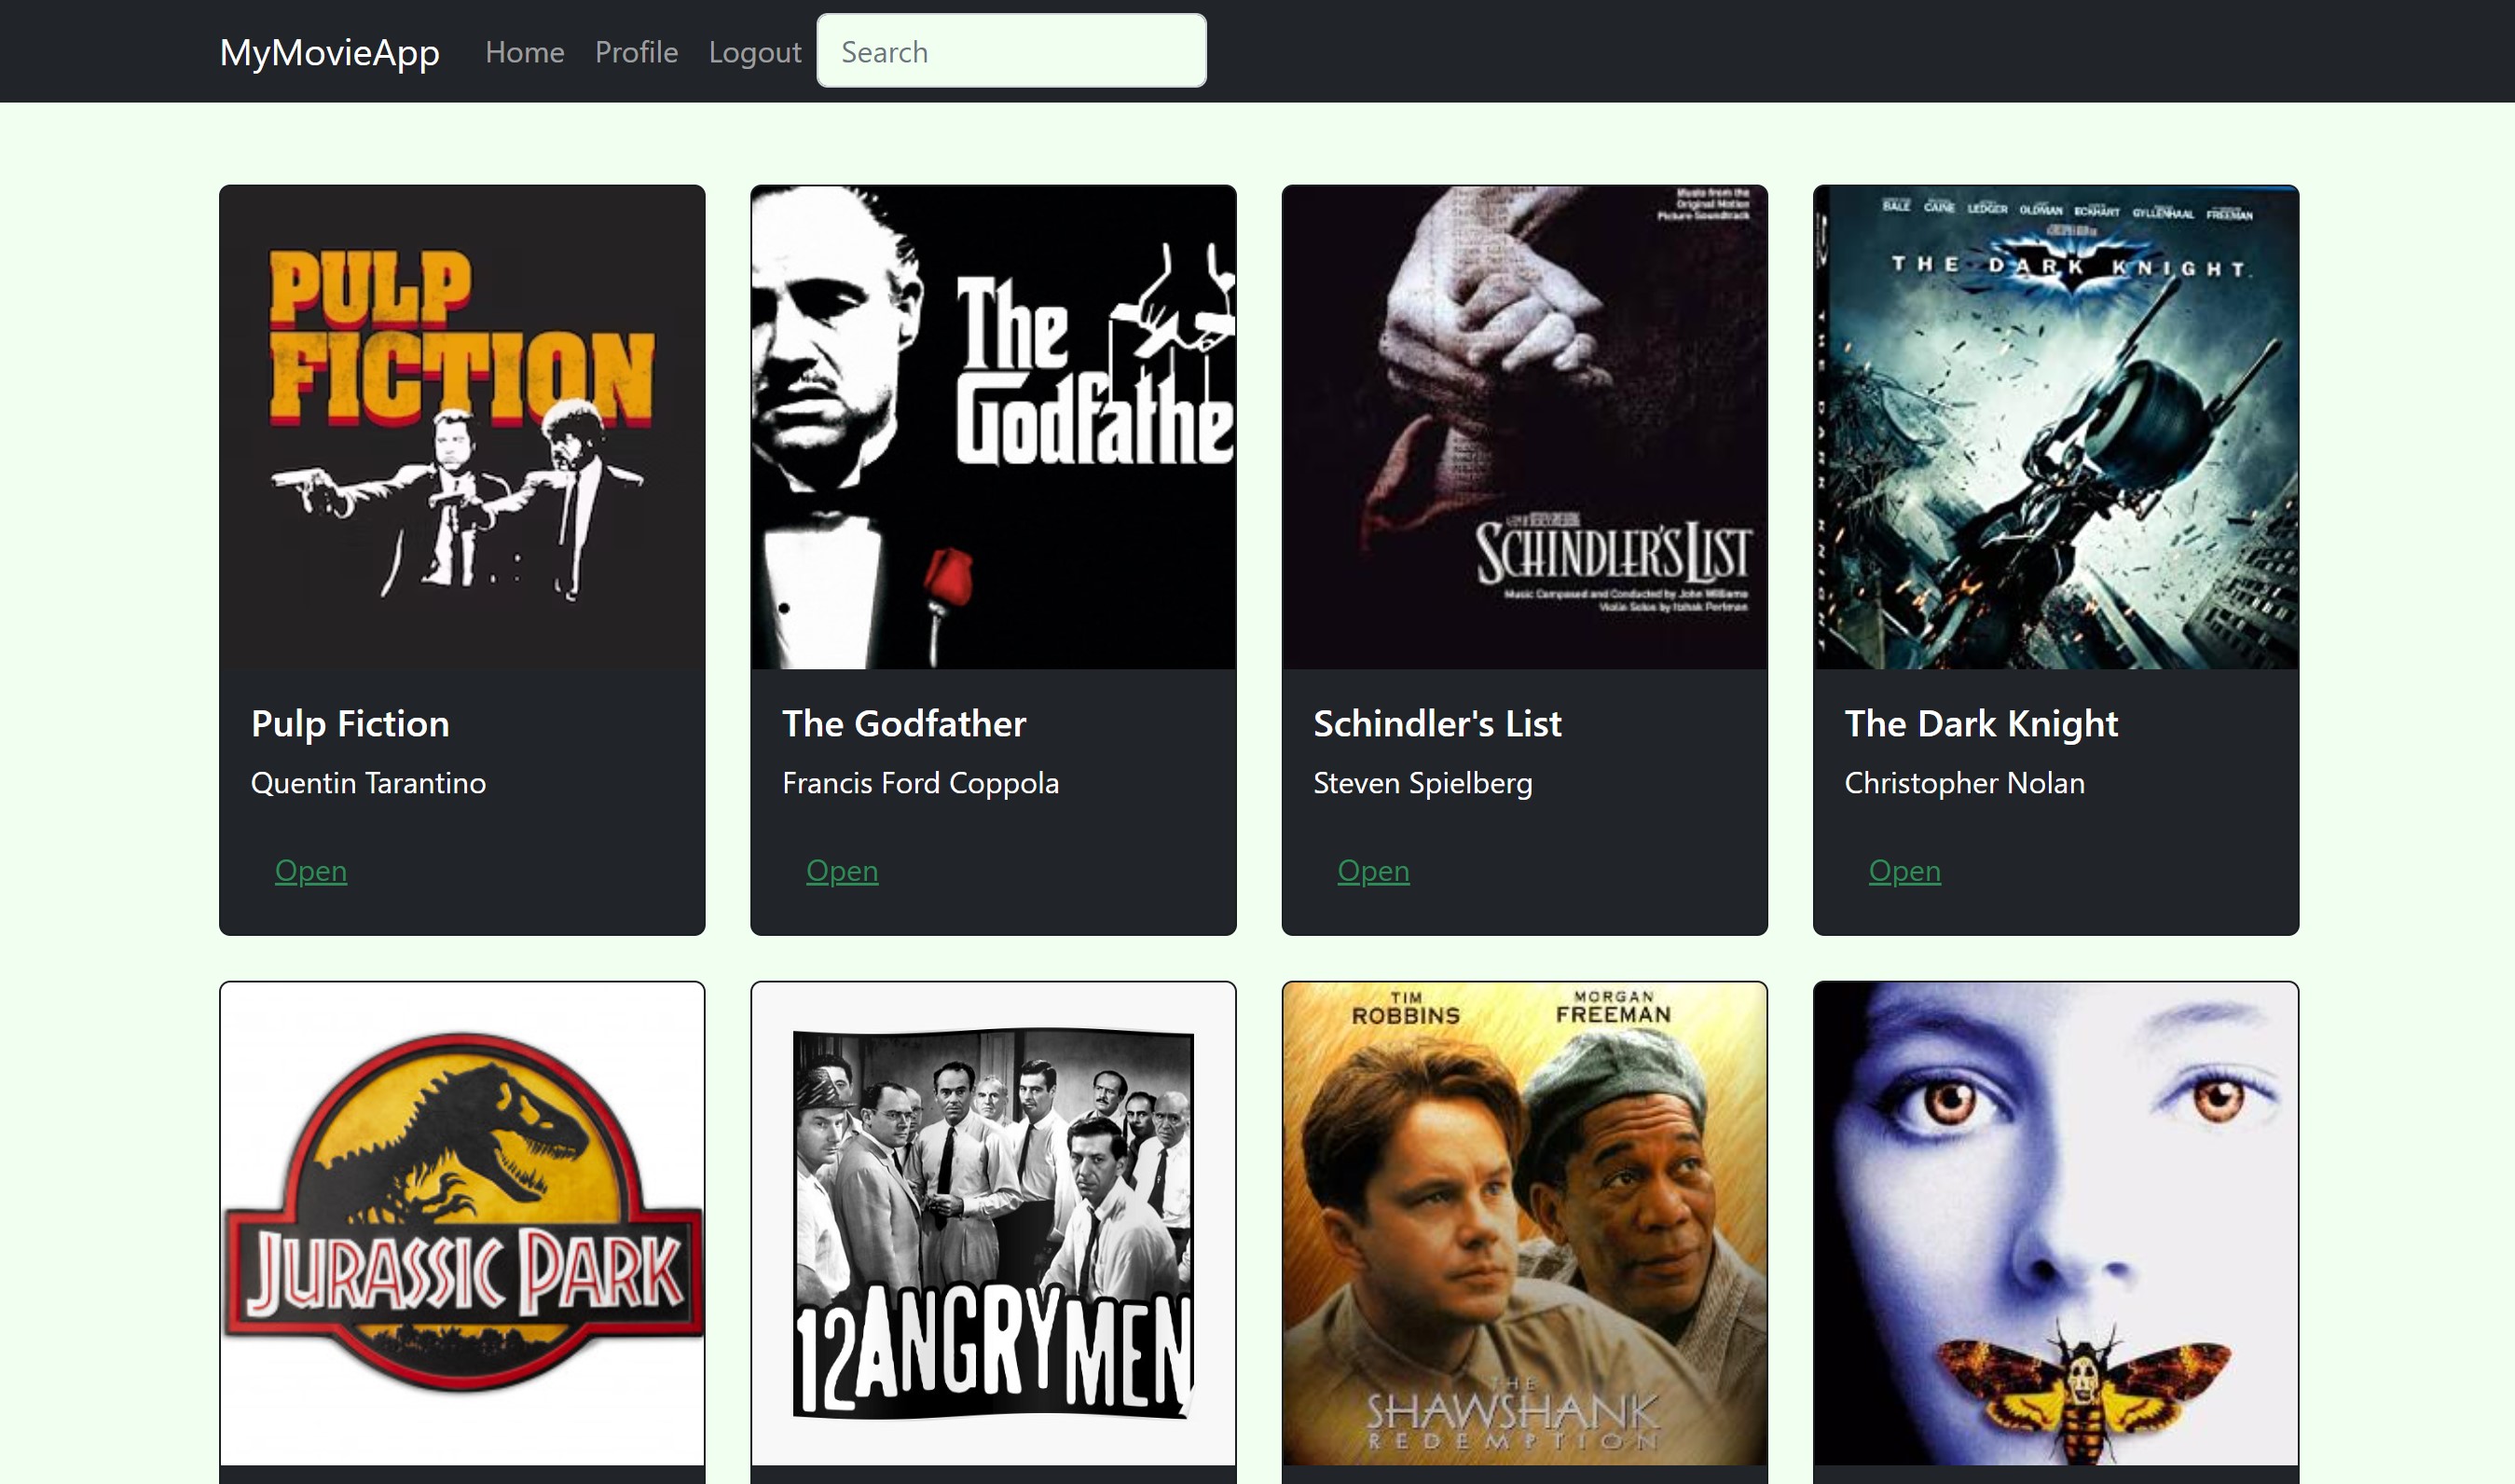 MyMovieApp Home Profile Logout Search
PULP
FICTION
The
Godfathe
Music from the
Original Motion
Picture Soundtrack
SCHINDLER'S LIST
Music Composed and Conducted by John Williams
Violin Solos by Itzhak Perlman
BALE CAINE LEDGER OLDMAN ECKHART GYLLENHAAL FREEMAN
THE DARK KNIGHT
THE DARK KNIGHT
Pulp Fiction
Quentin Tarantino
Open
The Godfather
Francis Ford Coppola
Open
Schindler's List
Steven Spielberg
Open
The Dark Knight
Christopher Nolan
Open
JURASSIC PARK
12 ANGRY MEN
TIM
ROBBINS
MORGAN
FREEMAN
THE
SHAWSHANK
REDEMPTION